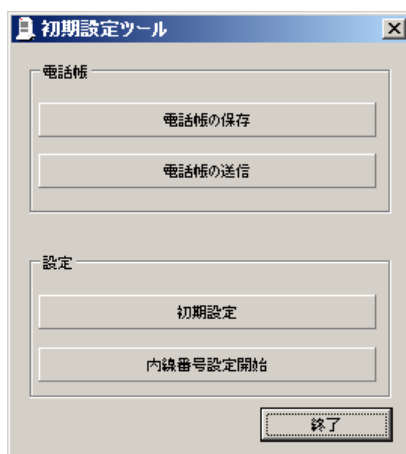 初期設定ツール
電話帳
電話帳の保存
電話帳の送信
設定
初期設定
内線番号設定開始
終了